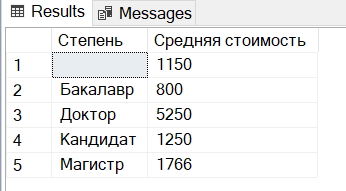 Results Messages
Степень Средняя стоимость
1 1150
2 Бакалавр 800
3 Доктор 5250
4 Кандидат 1250
5 Магистр 1766